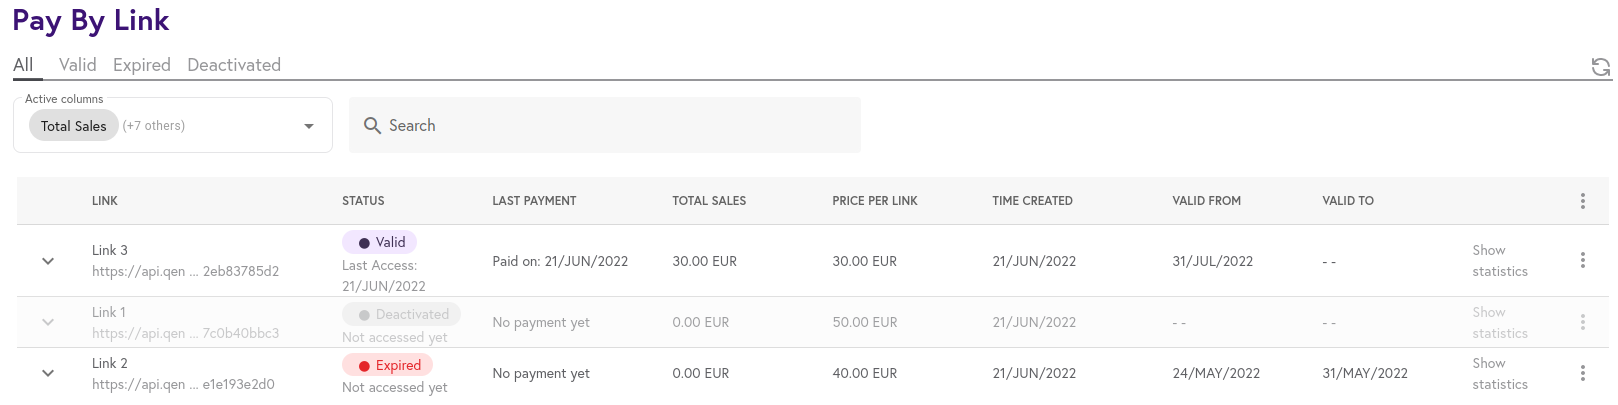 Pay By Link
All Valid Expired Deactivated
Active columns
Total Sales (+7 others)
Search
LINK STATUS LAST PAYMENT TOTAL SALES PRICE PER LINK TIME CREATED VALID FROM VALID TO
Link 3
https://api.qen ... 2eb83785d2
Valid
Last Access:
21/JUN/2022
Paid on: 21/JUN/2022
30.00 EUR
30.00 EUR
21/JUN/2022
31/JUL/2022
- -
Show
statistics
Link 1
https://api.qen ... 7c0b40bbc3
Deactivated
Not accessed yet
No payment yet
0.00 EUR
50.00 EUR
21/JUN/2022
- -
- -
Show
statistics
Link 2
https://api.qen ... e1e193e2d0
Expired
Not accessed yet
No payment yet
0.00 EUR
40.00 EUR
21/JUN/2022
24/MAY/2022
31/MAY/2022
Show
statistics